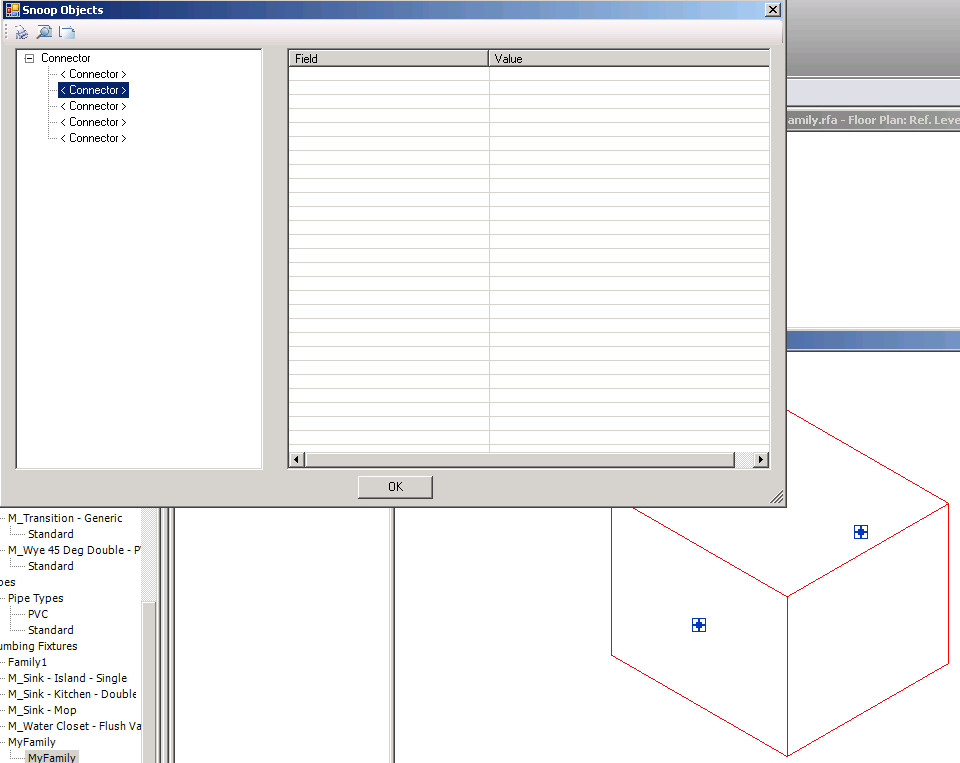 Snoop Objects
Connector
< Connector >
< Connector >
< Connector >
< Connector >
< Connector >
Field Value
OK
amily.rfa - Floor Plan: Ref. Leve
M_Transition - Generic
Standard
M_Wye 45 Deg Double - P
Standard
pes
Pipe Types
PVC
Standard
umbing Fixtures
Family1
M_Sink - Island - Single
M_Sink - Kitchen - Double
M_Sink - Mop
M_Water Closet - Flush Va
MyFamily
MyFamily